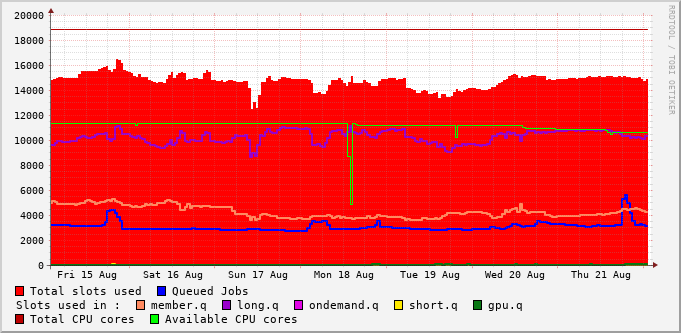 RRDTOOL / TOBI OETIKER
20000
18000
16000
14000
12000
10000
8000
6000
4000
2000
0
Fri 15 Aug Sat 16 Aug Sun 17 Aug Mon 18 Aug Tue 19 Aug Wed 20 Aug Thu 21 Aug
Total slots used Queued Jobs
Slots used in : member.q long.q ondemand.q short.q gpu.q
Total CPU cores Available CPU cores